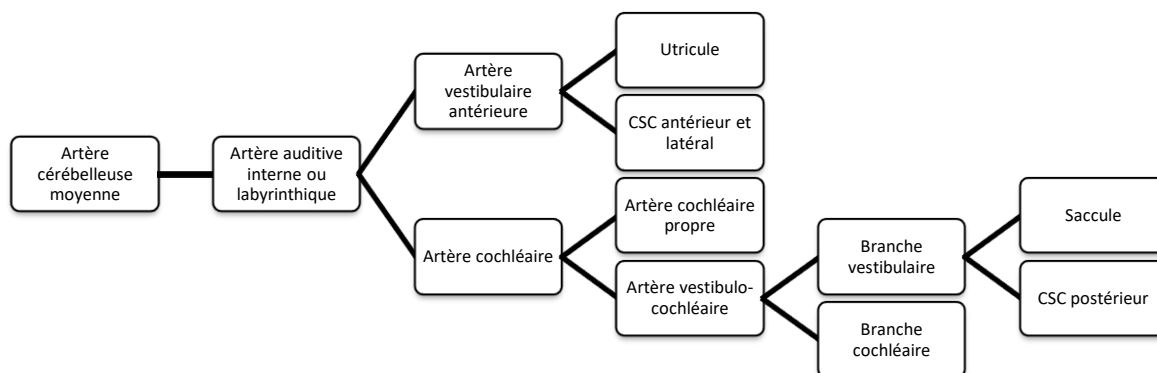 Artère
cérébelleuse
moyenne
Artère auditive
interne ou
labyrinthique
Artère
vestibulaire
antérieure
Utricule
CSC antérieur et
latéral
Artère cochléaire
Artère cochléaire
propre
Artère vestibulo-
cochléaire
Branche
vestibulaire
Saccule
CSC postérieur
Branche
cochléaire